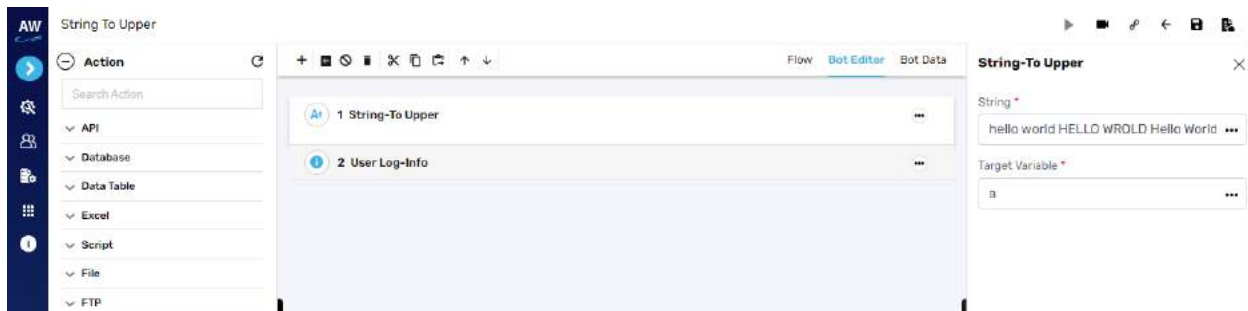 AW
String To Upper
Action
Search Action
API
Database
Data Table
Excel
Script
File
FTP
Flow Bot Editor Bot Data
1 String-To Upper
2 User Log-Info
String-To Upper
String *
hello world HELLO WROLD Hello World
Target Variable *
a